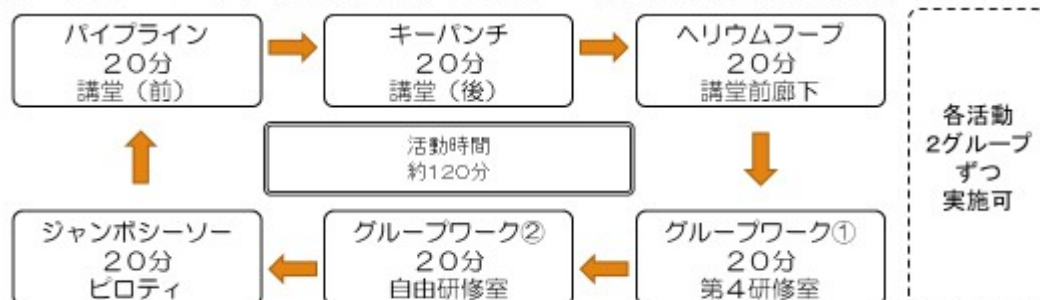 パイプライン
20分
講堂（前）
キーパンチ
20分
講堂（後）
ヘリウムフープ
20分
講堂前廊下
活動時間
約120分
ジャンボシーソー
20分
ピロティ
グループワーク②
20分
自由研修室
グループワーク①
20分
第4研修室
各活動
2グループ
ずつ
実施可